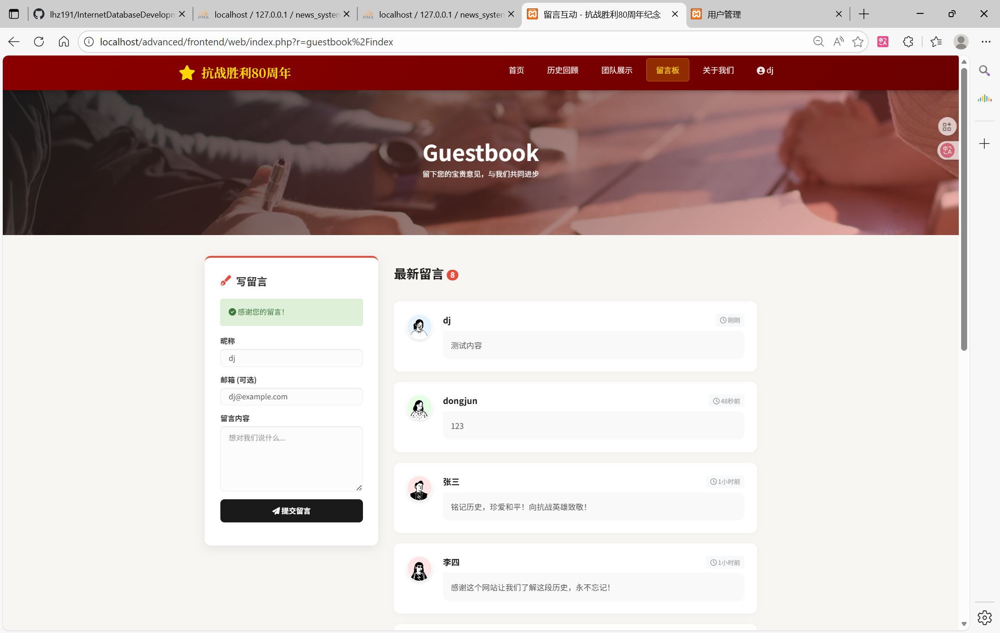 lhz191/InternetDatabaseDevelopm
localhost / 127.0.0.1 / news_system
localhost / 127.0.0.1 / news_system
留言互动 - 抗战胜利80周年纪念
用户管理
localhost/advanced/frontend/web/index.php?r=guestbook%2Findex
抗战胜利80周年
首页
历史回顾
团队展示
留言板
关于我们
dj
Guestbook
留下您的宝贵意见，与我们共同进步
写留言
感谢您的留言！
昵称
dj
邮箱 (可选)
dj@example.com
留言内容
想对我们说什么...
提交留言
最新留言 8
dj
刚刚
测试内容
dongjun
48秒前
123
张三
1小时前
铭记历史，珍爱和平！向抗战英雄致敬！
李四
1小时前
感谢这个网站让我们了解这段历史，永不忘记！